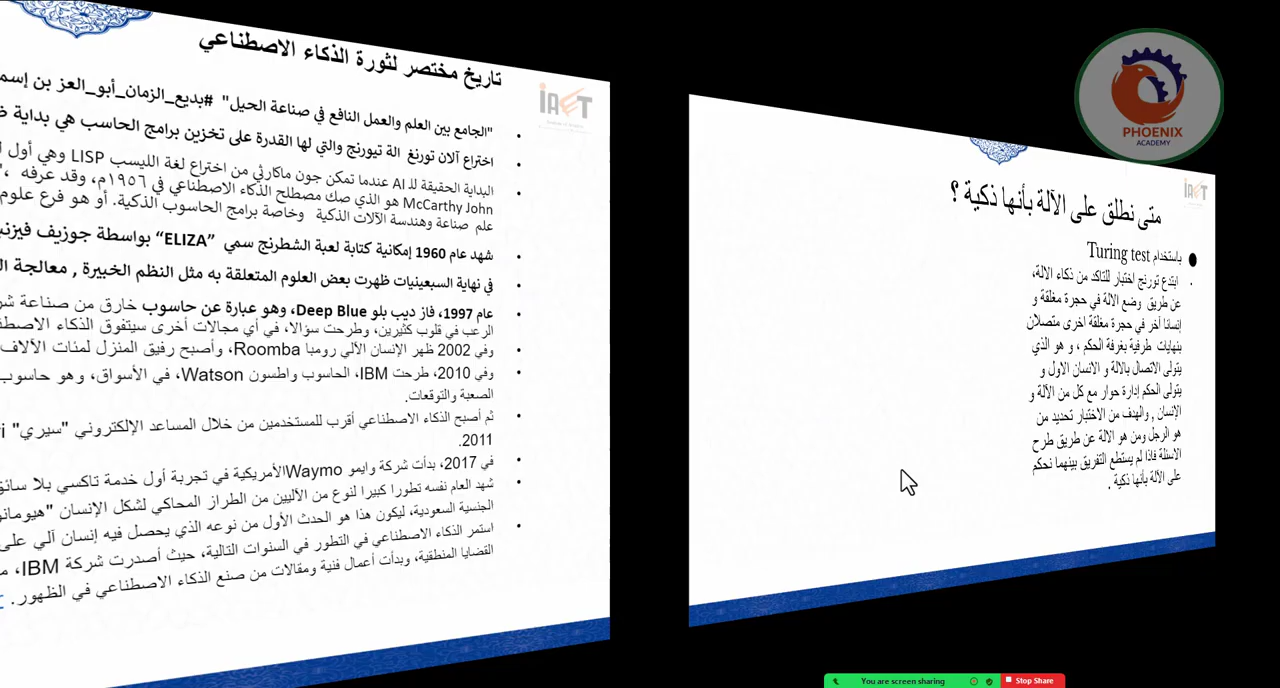 تاريخ مختصر لثورة الذكاء الاصطناعي
"الجامع بين العلم والعمل النافع في صناعة الحيل" #بديع_الزمان_أبو_العز بن
اختراع آلان تورنغ الة تيورنج والتي لها القدرة على تخزين برامج الحاسب هي بداية
البداية الحقيقة للـ AI عندما تمكن جون ماكارثي من اختراع لغة الليسب LISP وهي أول
McCarthy John هو الذي صك مصطلح الذكاء الاصطناعي في ١٩٥٦م، وقد عرفه ،"
علم صناعة وهندسة الآلات الذكية وخاصة برامج الحاسوب الذكية. أو هو فرع علوم
شهد عام 1960 إمكانية كتابة لعبة الشطرنج سمي "ELIZA" بواسطة جوزيف
في نهاية السبعينيات ظهرت بعض العلوم المتعلقة به مثل النظم الخبيرة , معالجة
عام 1997، فاز ديب بلو Deep Blue، وهو عبارة عن حاسوب خارق من صناعة
الرعب في قلوب كثيرين، وطرحت سؤالا، في أي مجالات أخرى سيتفوق الذكاء
وفي 2002 ظهر الإنسان الآلي رومبا Roomba، وأصبح رفيق المنزل لمئات الآلاف
وفي 2010، طرحت IBM، الحاسوب واطسون Watson، في الأسواق، وهو حاسوب
الصعبة والتوقعات.
ثم أصبح الذكاء الاصطناعي أقرب للمستخدمين من خلال المساعد الإلكتروني "سيري"
2011.
في 2017، بدأت شركة وايمو Waymoالأمريكية في تجربة أول خدمة تاكسي بلا
شهد العام نفسه تطورا كبيرا لنوع من الآليين من الطراز المحاكي لشكل الإنسان
الجنسية السعودية، ليكون هذا هو الحدث الأول من نوعه الذي يحصل فيه إنسان آلي على
استمر الذكاء الاصطناعي في التطور في السنوات التالية، حيث أصدرت شركة IBM،
القضايا المنطقية، وبدأت أعمال فنية ومقالات من صنع الذكاء الاصطناعي في الظهور.
IAET
PHOENIX
ACADEMY
IAET
متى نطلق على الآلة بأنها ذكية ؟
باستخدام Turing test
ابتدع تورنج اختبار للتاكد من ذكاء الالة،
عن طريق وضع الالة في حجرة مغلقة و
إنسانا آخر في حجرة مغلقة اخرى متصلان
بنهايات طرفية بغرفة الحكم ، و هو الذي
يتولى الاتصال بالالة و الانسان الاول و
يتولى الحكم إدارة حوار مع كل من الآلة و
الانسان , والهدف من الاختبار تحديد من
هو الرجل ومن هو الالة عن طريق طرح
الاسئلة فاذا لم يستطع التفريق بينهما نحكم
على الآلة بأنها ذكية .
You are screen sharing
Stop Share